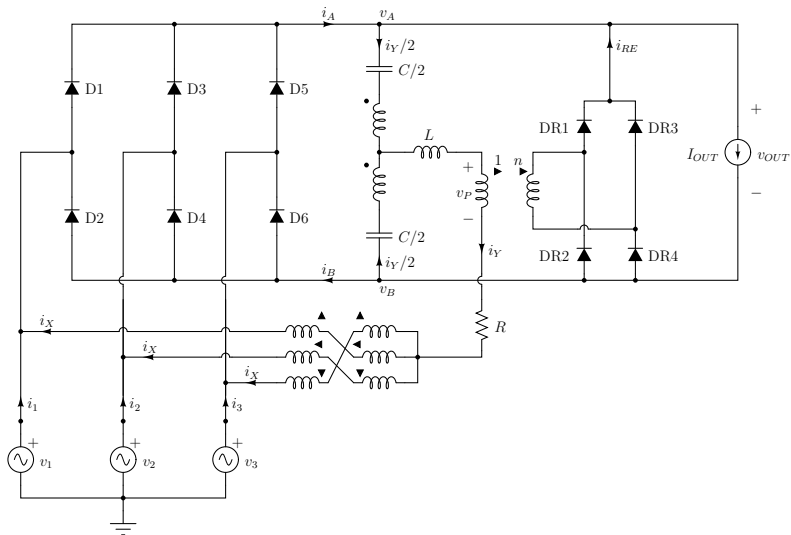 i_A v_A
i_Y/2 i_RE
C/2
D1 D3 D5
DR1 DR3
L
+ 1 n
v_P
−
+
I_OUT v_OUT
−
D2 D4 D6
C/2
i_Y
DR2 DR4
i_Y/2
i_B v_B
i_X R
i_X
i_X
i_1 i_2 i_3
+ + +
v_1 v_2 v_3